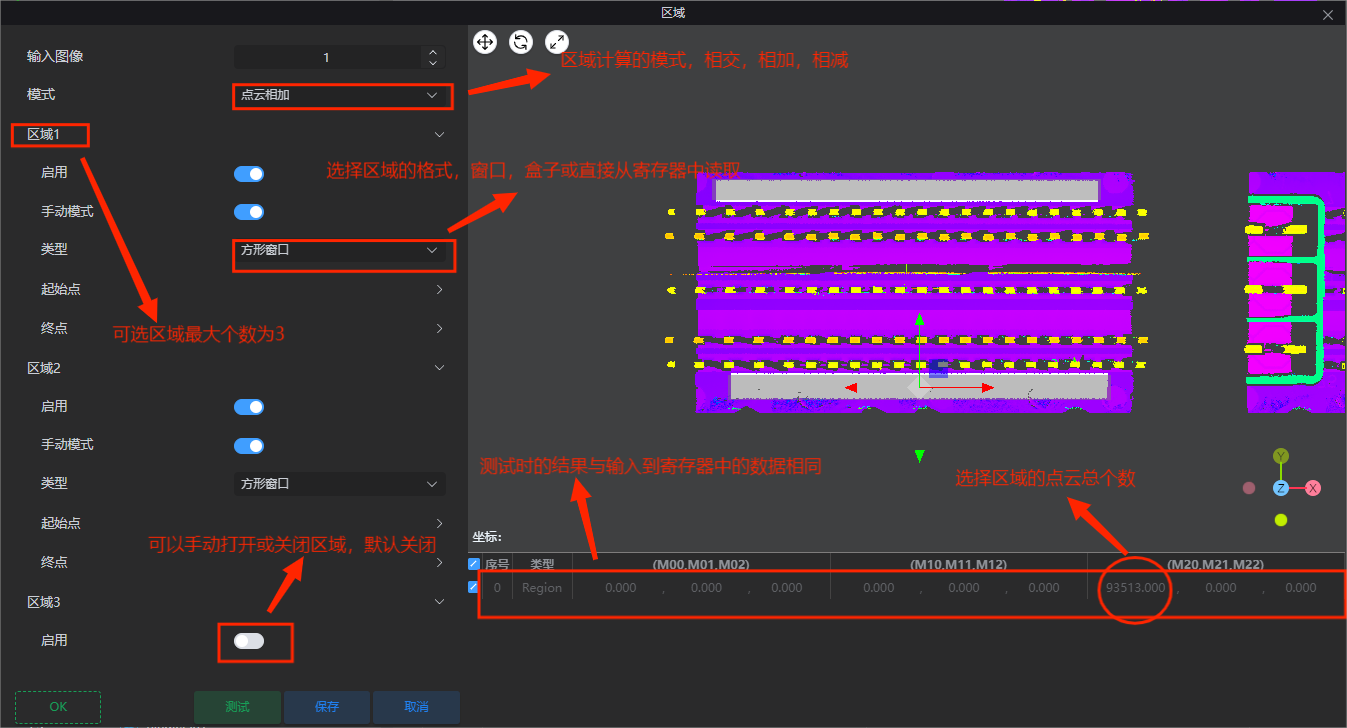 区域
输入图像 1
模式 点云相加
区域计算的模式，相交，相加，相减
区域1
启用
选择区域的格式，窗口，盒子或直接从寄存器中读取
手动模式
类型 方形窗口
起始点
终点
可选区域最大个数为3
区域2
启用
手动模式
类型 方形窗口
起始点
终点
可以手动打开或关闭区域，默认关闭
区域3
启用
OK 测试 保存 取消
测试时的结果与输入到寄存器中的数据相同
选择区域的点云总个数
Y
Z X
坐标:
序号 类型 (M00,M01,M02) (M10,M11,M12) (M20,M21,M22)
0 Region 0.000 , 0.000 , 0.000 0.000 , 0.000 , 0.000 93513.000 , 0.000 , 0.000